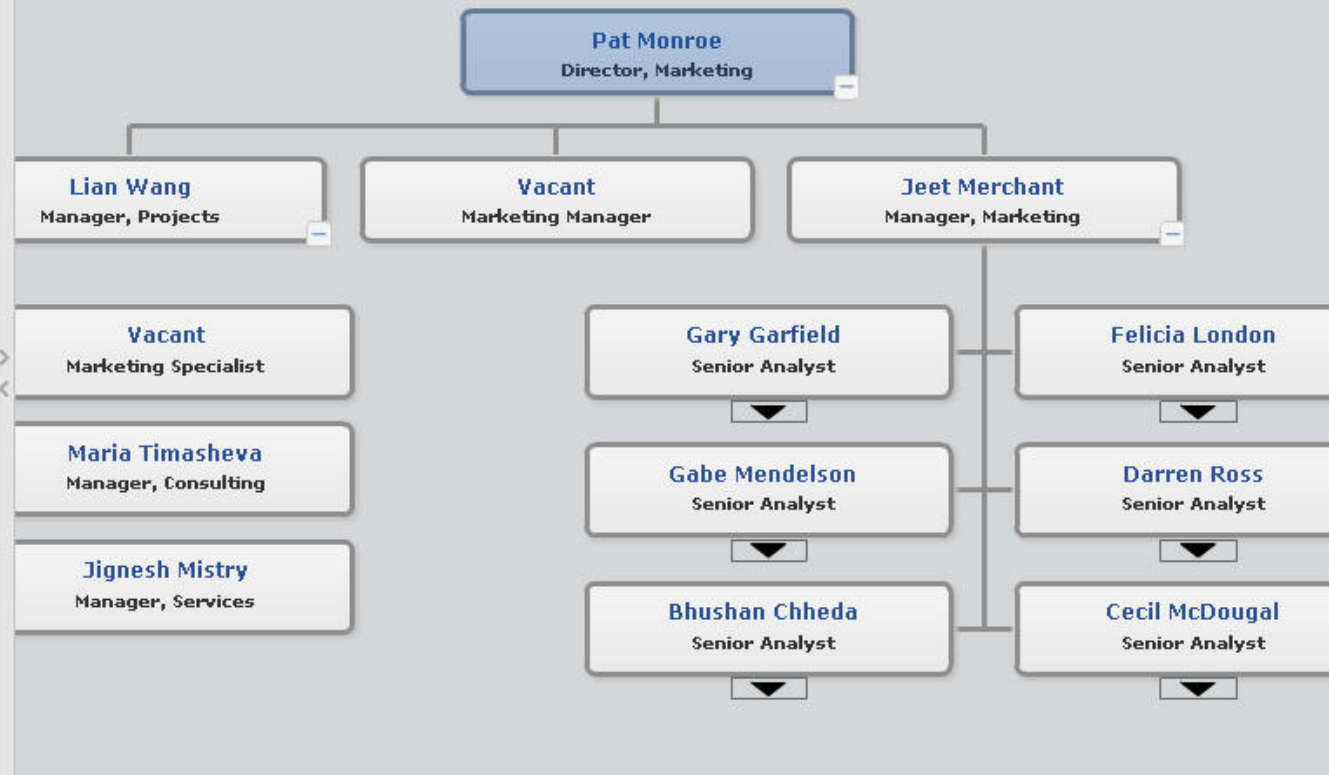 Pat Monroe
Director, Marketing
Lian Wang
Manager, Projects
Vacant
Marketing Manager
Jeet Merchant
Manager, Marketing
Vacant
Marketing Specialist
Maria Timasheva
Manager, Consulting
Jignesh Mistry
Manager, Services
Gary Garfield
Senior Analyst
Felicia London
Senior Analyst
Gabe Mendelson
Senior Analyst
Darren Ross
Senior Analyst
Bhushan Chheda
Senior Analyst
Cecil McDougal
Senior Analyst